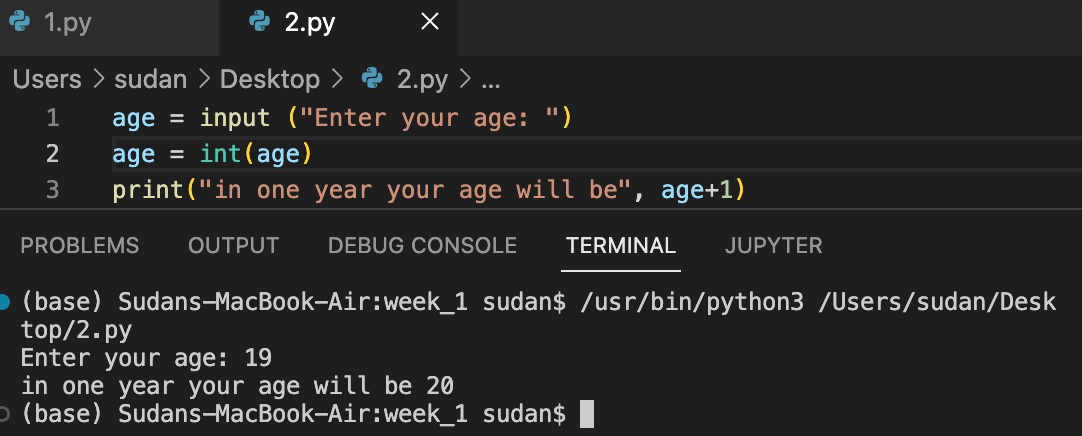 1.py 2.py
Users > sudan > Desktop > 2.py > ...
1 age = input ("Enter your age: ")
2 age = int(age)
3 print("in one year your age will be", age+1)
PROBLEMS OUTPUT DEBUG CONSOLE TERMINAL JUPYTER
(base) Sudans-MacBook-Air:week_1 sudan$ /usr/bin/python3 /Users/sudan/Desk
top/2.py
Enter your age: 19
in one year your age will be 20
(base) Sudans-MacBook-Air:week_1 sudan$